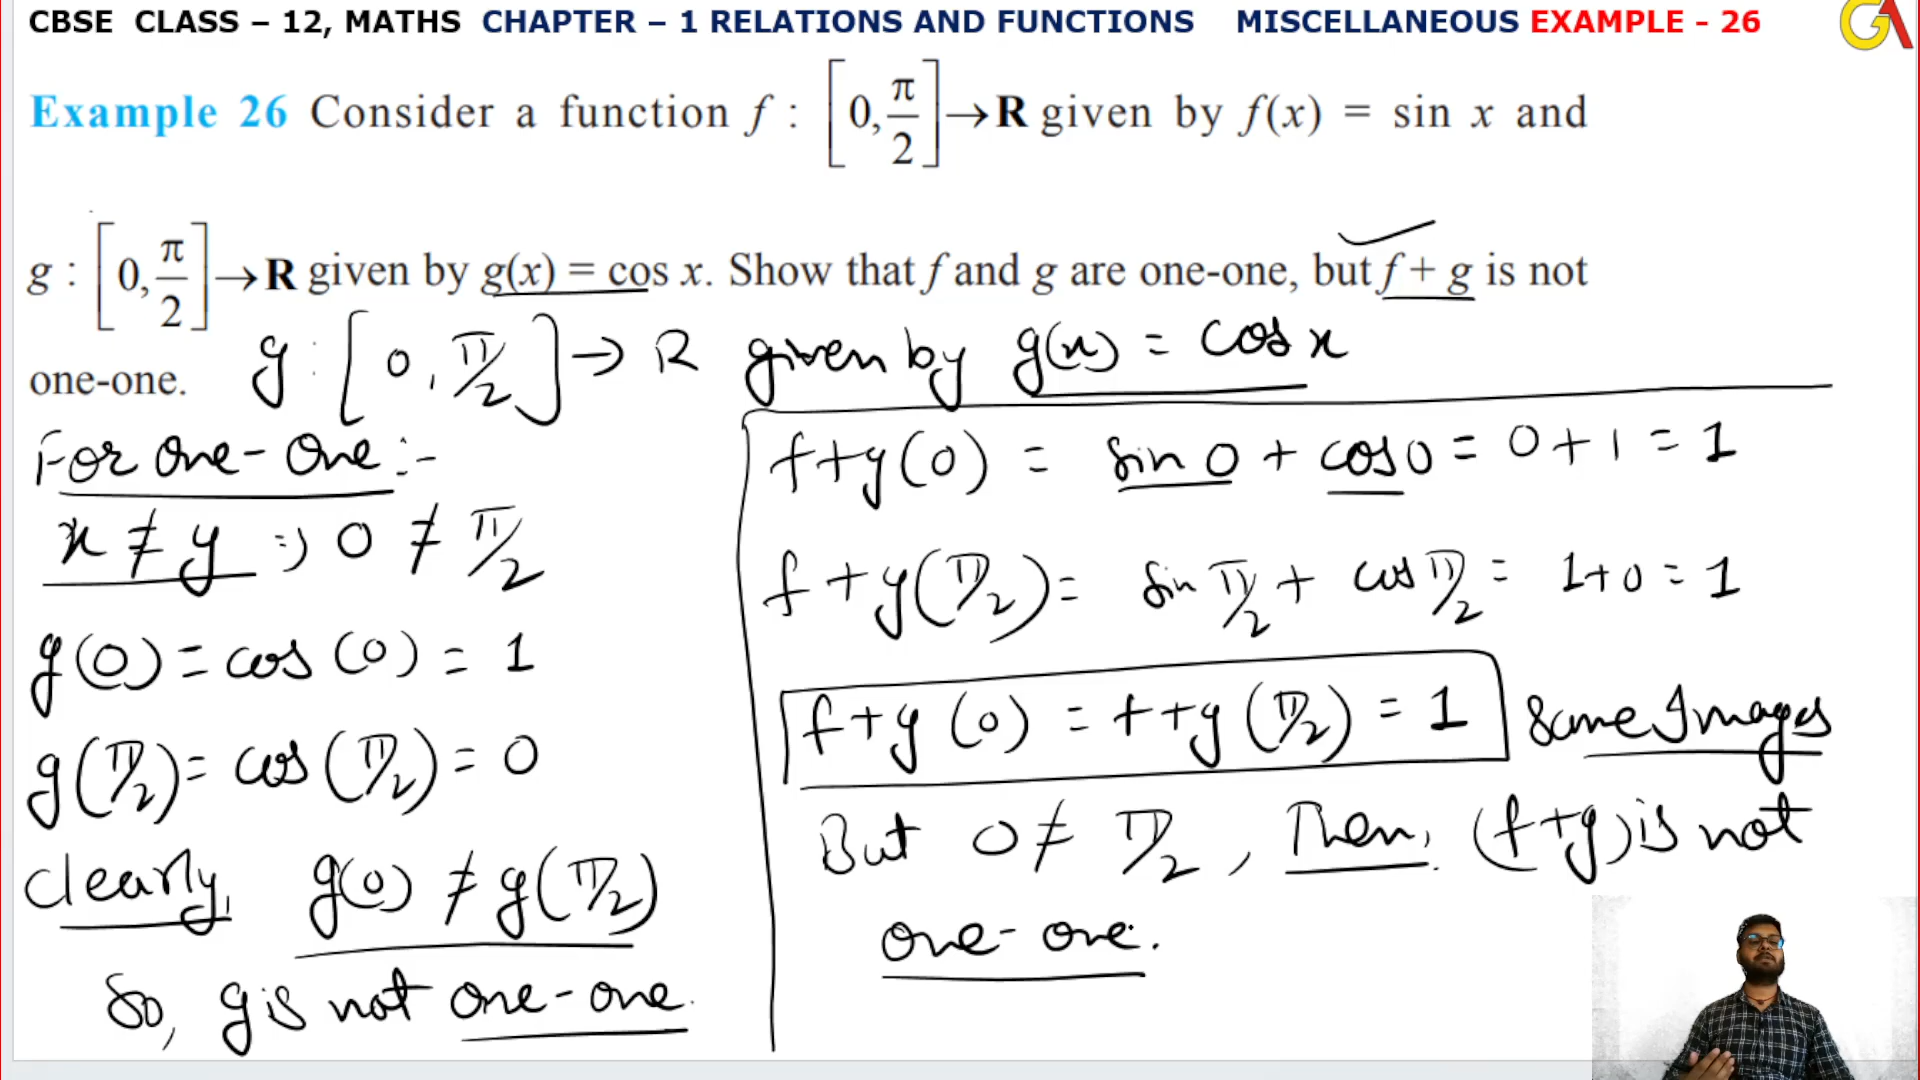 CBSE CLASS – 12, MATHS CHAPTER – 1 RELATIONS AND FUNCTIONS MISCELLANEOUS EXAMPLE - 26
GA
Example 26 Consider a function f : [0, π/2] → R given by f(x) = sin x and
g : [0, π/2] → R given by g(x) = cos x. Show that f and g are one-one, but f + g is not
one-one.
g : [0, π/2] → R given by g(x) = cos x
For one-one :-
x ≠ y ⇒ 0 ≠ π/2
g(0) = cos(0) = 1
g(π/2) = cos(π/2) = 0
clearly, g(0) ≠ g(π/2)
So, g is not one-one.
f+g(0) = sin 0 + cos 0 = 0 + 1 = 1
f+g(π/2) = sin π/2 + cos π/2 = 1+0 = 1
f+g(0) = f+g(π/2) = 1 Same Images
But 0 ≠ π/2, Then, (f+g) is not
one-one.